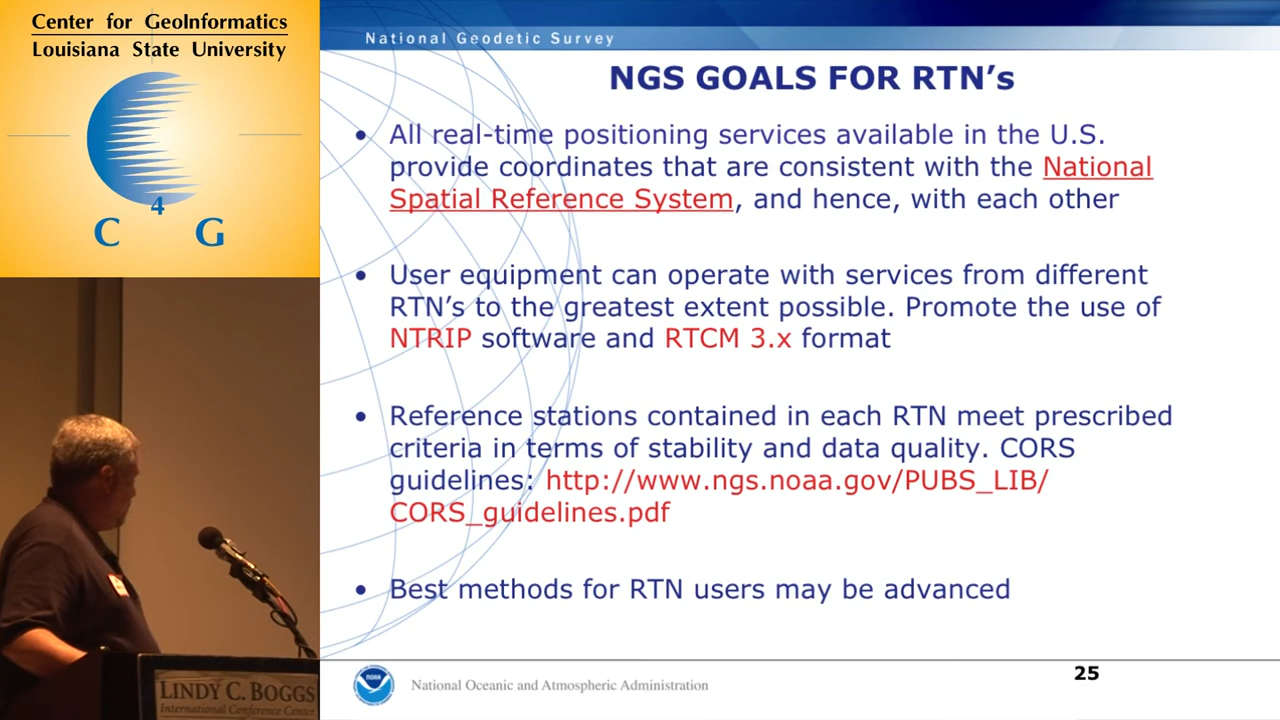 Center for GeoInformatics
Louisiana State University
C 4 G
National Geodetic Survey
NGS GOALS FOR RTN’s
• All real-time positioning services available in the U.S.
provide coordinates that are consistent with the National
Spatial Reference System, and hence, with each other
• User equipment can operate with services from different
RTN’s to the greatest extent possible. Promote the use of
NTRIP software and RTCM 3.x format
• Reference stations contained in each RTN meet prescribed
criteria in terms of stability and data quality. CORS
guidelines: http://www.ngs.noaa.gov/PUBS_LIB/
CORS_guidelines.pdf
• Best methods for RTN users may be advanced
LINDY C. BOGGS
International Conference Center
NOAA
National Oceanic and Atmospheric Administration
25